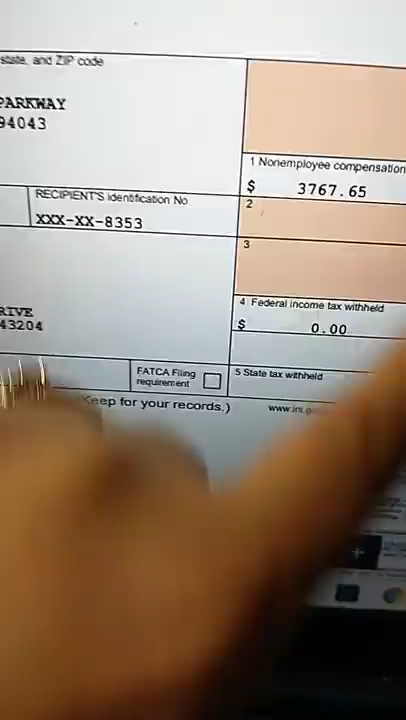 state, and ZIP code
PARKWAY
94043
1 Nonemployee compensation
$ 3767.65
RECIPIENT'S identification No
2
XXX-XX-8353
3
4 Federal income tax withheld
RIVE
$ 0.00
43204
FATCA Filing
requirement
5 State tax withheld
Keep for your records.)
www.irs.g